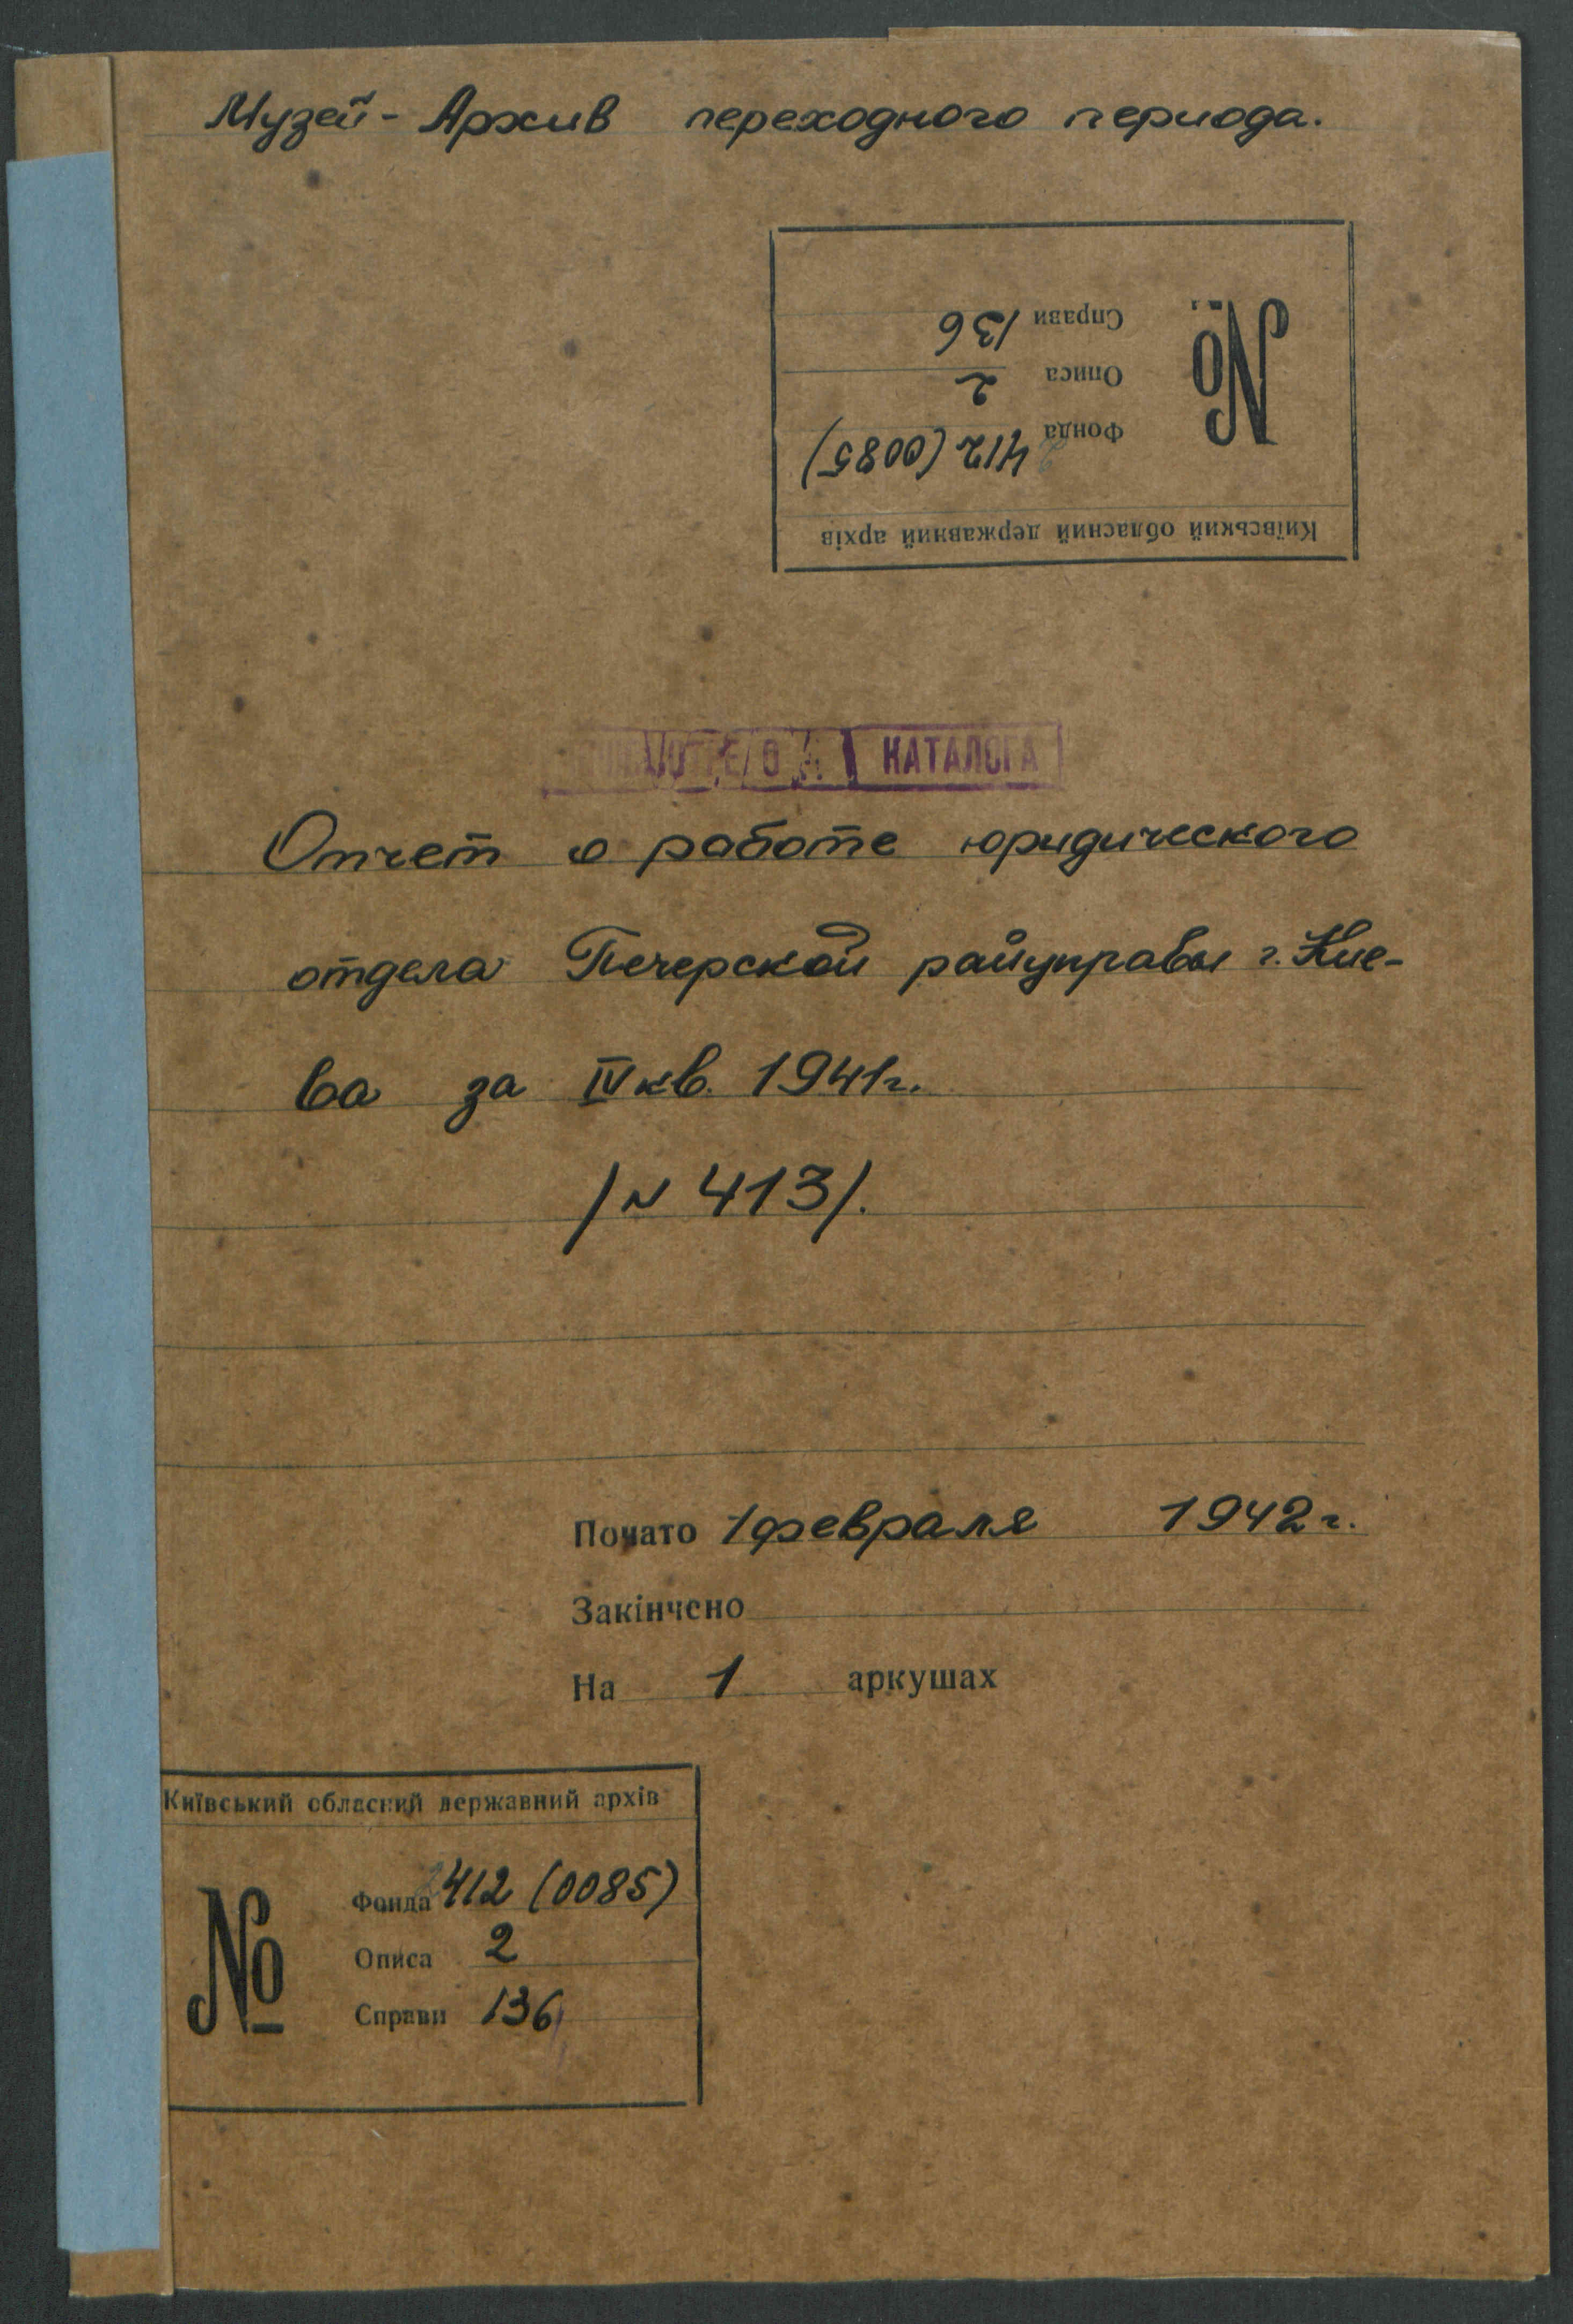 Музей-Архив переходного периода.
Київський обласний державний архів
№
Фонда 412 (0085)
Описа 2
Справи 136
КАТАЛОГА
Отчет о работе юридического
отдела Печерской райуправы г. Кие-
ва за IV кв. 1941г.
/N 413/.
Почато 1 февраля 1942 г.
Закінчено
На 1 аркушах
Київський обласний державний архів
№
Фонда 412 (0085)
Описа 2
Справи 136